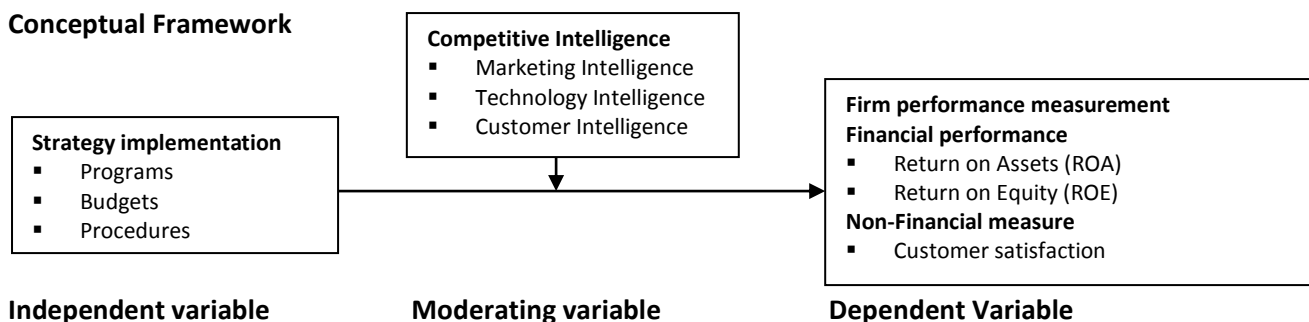 Conceptual Framework
Competitive Intelligence
▪ Marketing Intelligence
▪ Technology Intelligence
▪ Customer Intelligence
Strategy implementation
▪ Programs
▪ Budgets
▪ Procedures
Firm performance measurement
Financial performance
▪ Return on Assets (ROA)
▪ Return on Equity (ROE)
Non-Financial measure
▪ Customer satisfaction
Independent variable
Moderating variable
Dependent Variable